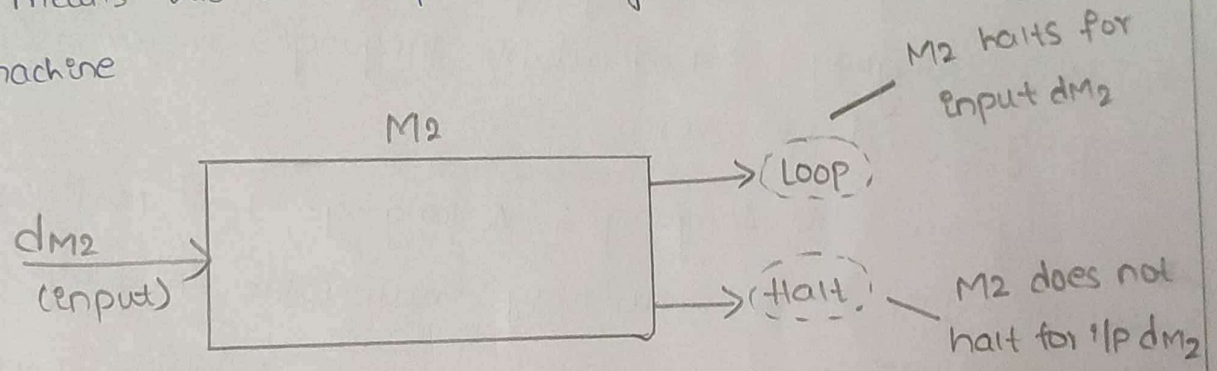 machine
M2
M2 halts for
input dM2
Loop
dM2
(input)
Halt
M2 does not
halt for i/p dM2